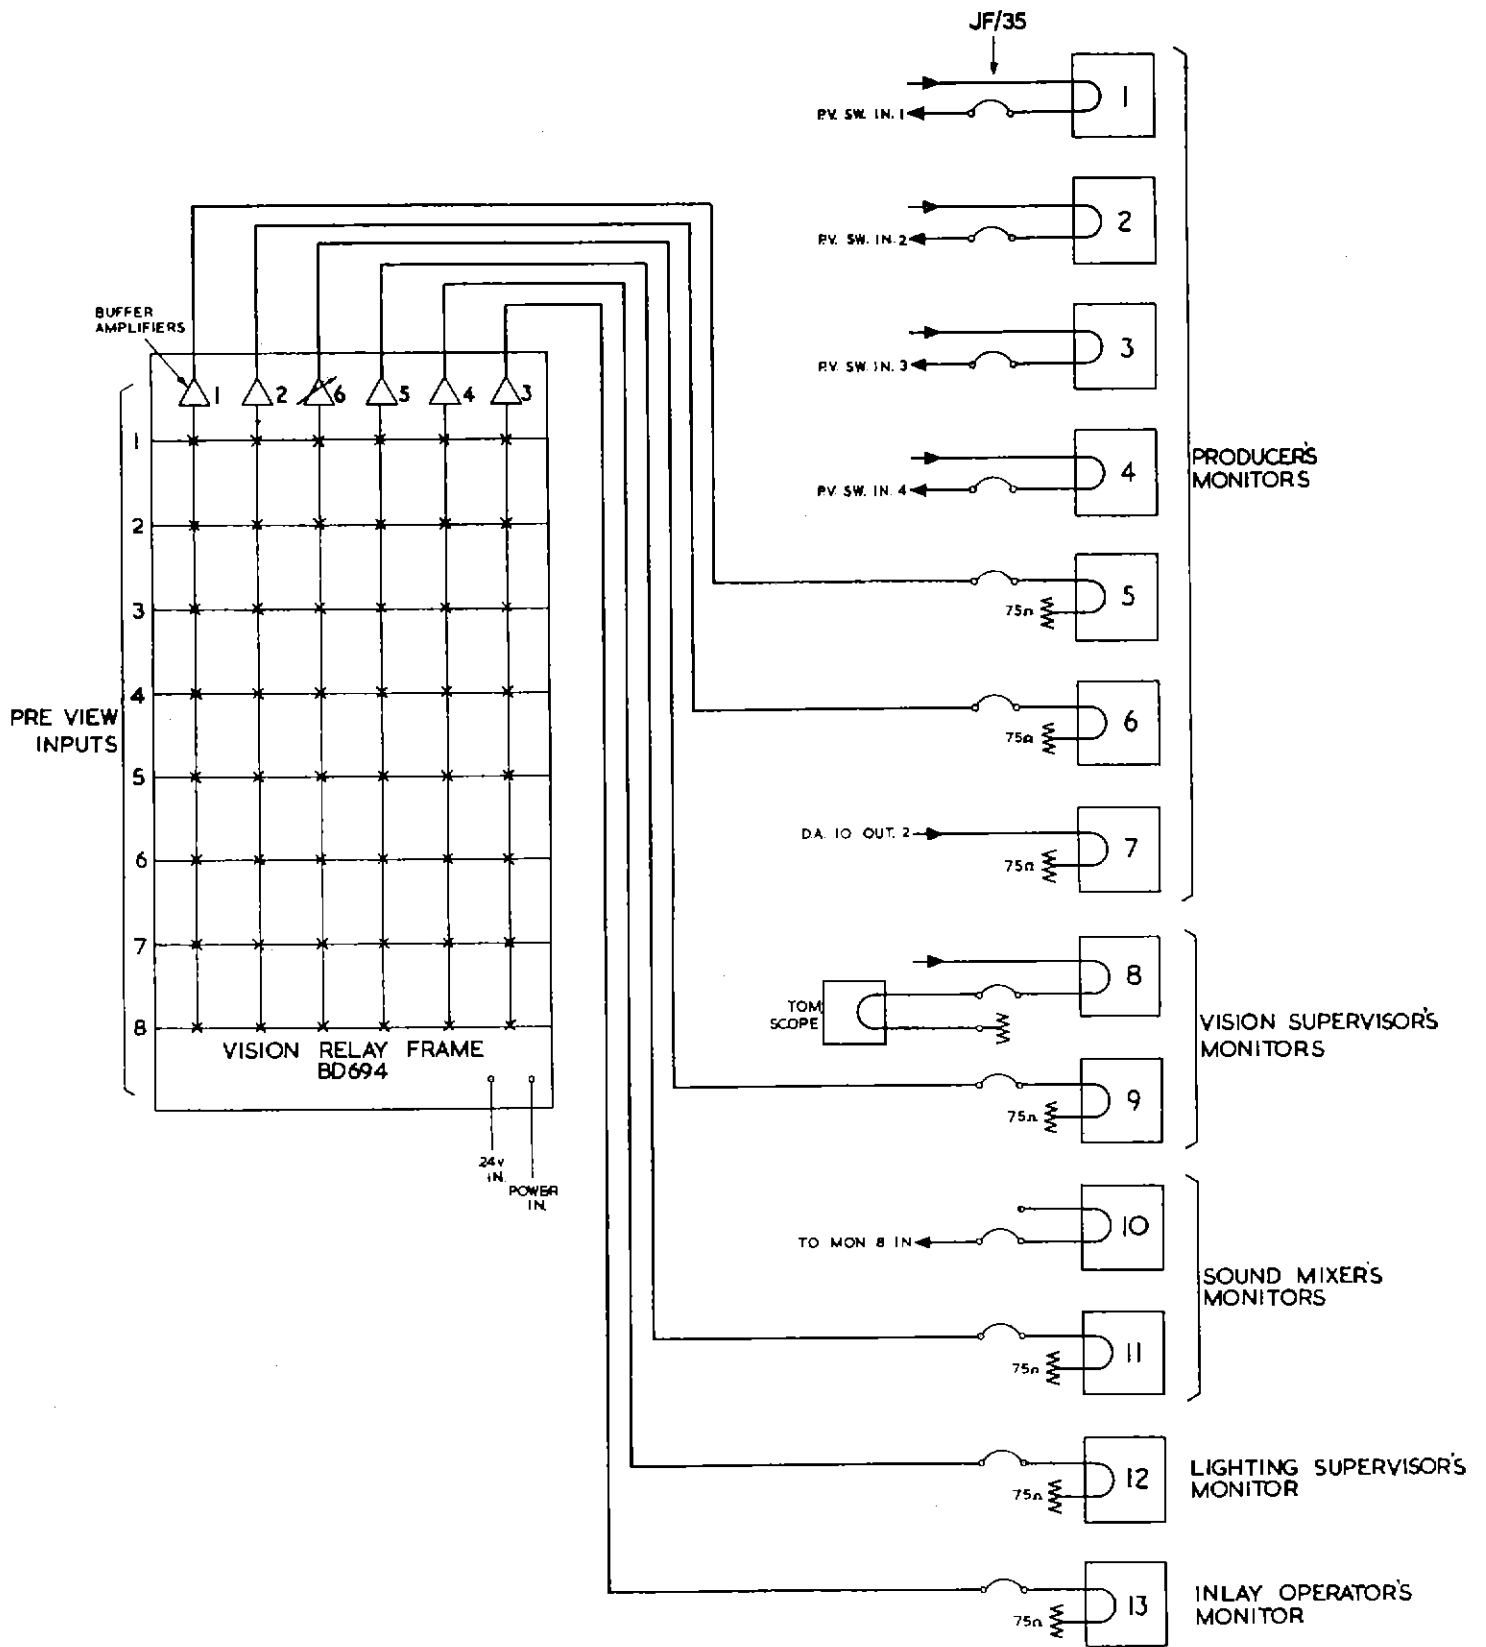 JF/35
1
P.V. SW. IN. 1
2
P.V. SW. IN. 2
3
P.V. SW. IN. 3
4
P.V. SW. IN. 4
PRODUCER'S
MONITORS
5
75Ω
6
75Ω
D.A. 10 OUT. 2
7
75Ω
BUFFER
AMPLIFIERS
1 2 6 5 4 3
PRE VIEW
INPUTS
1
2
3
4
5
6
7
8
VISION RELAY FRAME
BD694
24V
IN.
POWER
IN.
8
TOM
SCOPE
9
75Ω
VISION SUPERVISOR'S
MONITORS
10
TO MON 8 IN
11
75Ω
SOUND MIXER'S
MONITORS
12
75Ω
LIGHTING SUPERVISOR'S
MONITOR
13
75Ω
INLAY OPERATOR'S
MONITOR